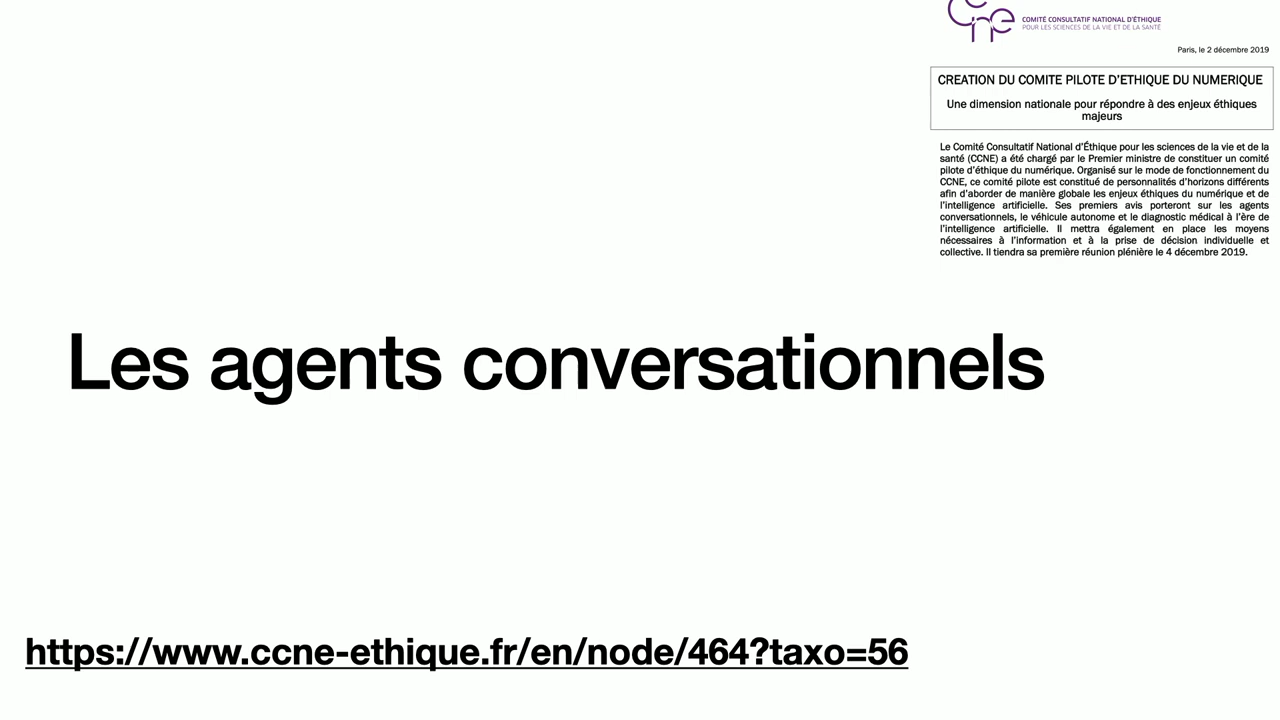 ccne
COMITÉ CONSULTATIF NATIONAL D'ÉTHIQUE
POUR LES SCIENCES DE LA VIE ET DE LA SANTÉ
Paris, le 2 décembre 2019
CREATION DU COMITE PILOTE D'ETHIQUE DU NUMERIQUE
Une dimension nationale pour répondre à des enjeux éthiques
majeurs
Le Comité Consultatif National d'Éthique pour les sciences de la vie et de la
santé (CCNE) a été chargé par le Premier ministre de constituer un comité
pilote d'éthique du numérique. Organisé sur le mode de fonctionnement du
CCNE, ce comité pilote est constitué de personnalités d'horizons différents
afin d'aborder de manière globale les enjeux éthiques du numérique et de
l'intelligence artificielle. Ses premiers avis porteront sur les agents
conversationnels, le véhicule autonome et le diagnostic médical à l'ère de
l'intelligence artificielle. Il mettra également en place les moyens
nécessaires à l'information et à la prise de décision individuelle et
collective. Il tiendra sa première réunion plénière le 4 décembre 2019.
Les agents conversationnels
https://www.ccne-ethique.fr/en/node/464?taxo=56